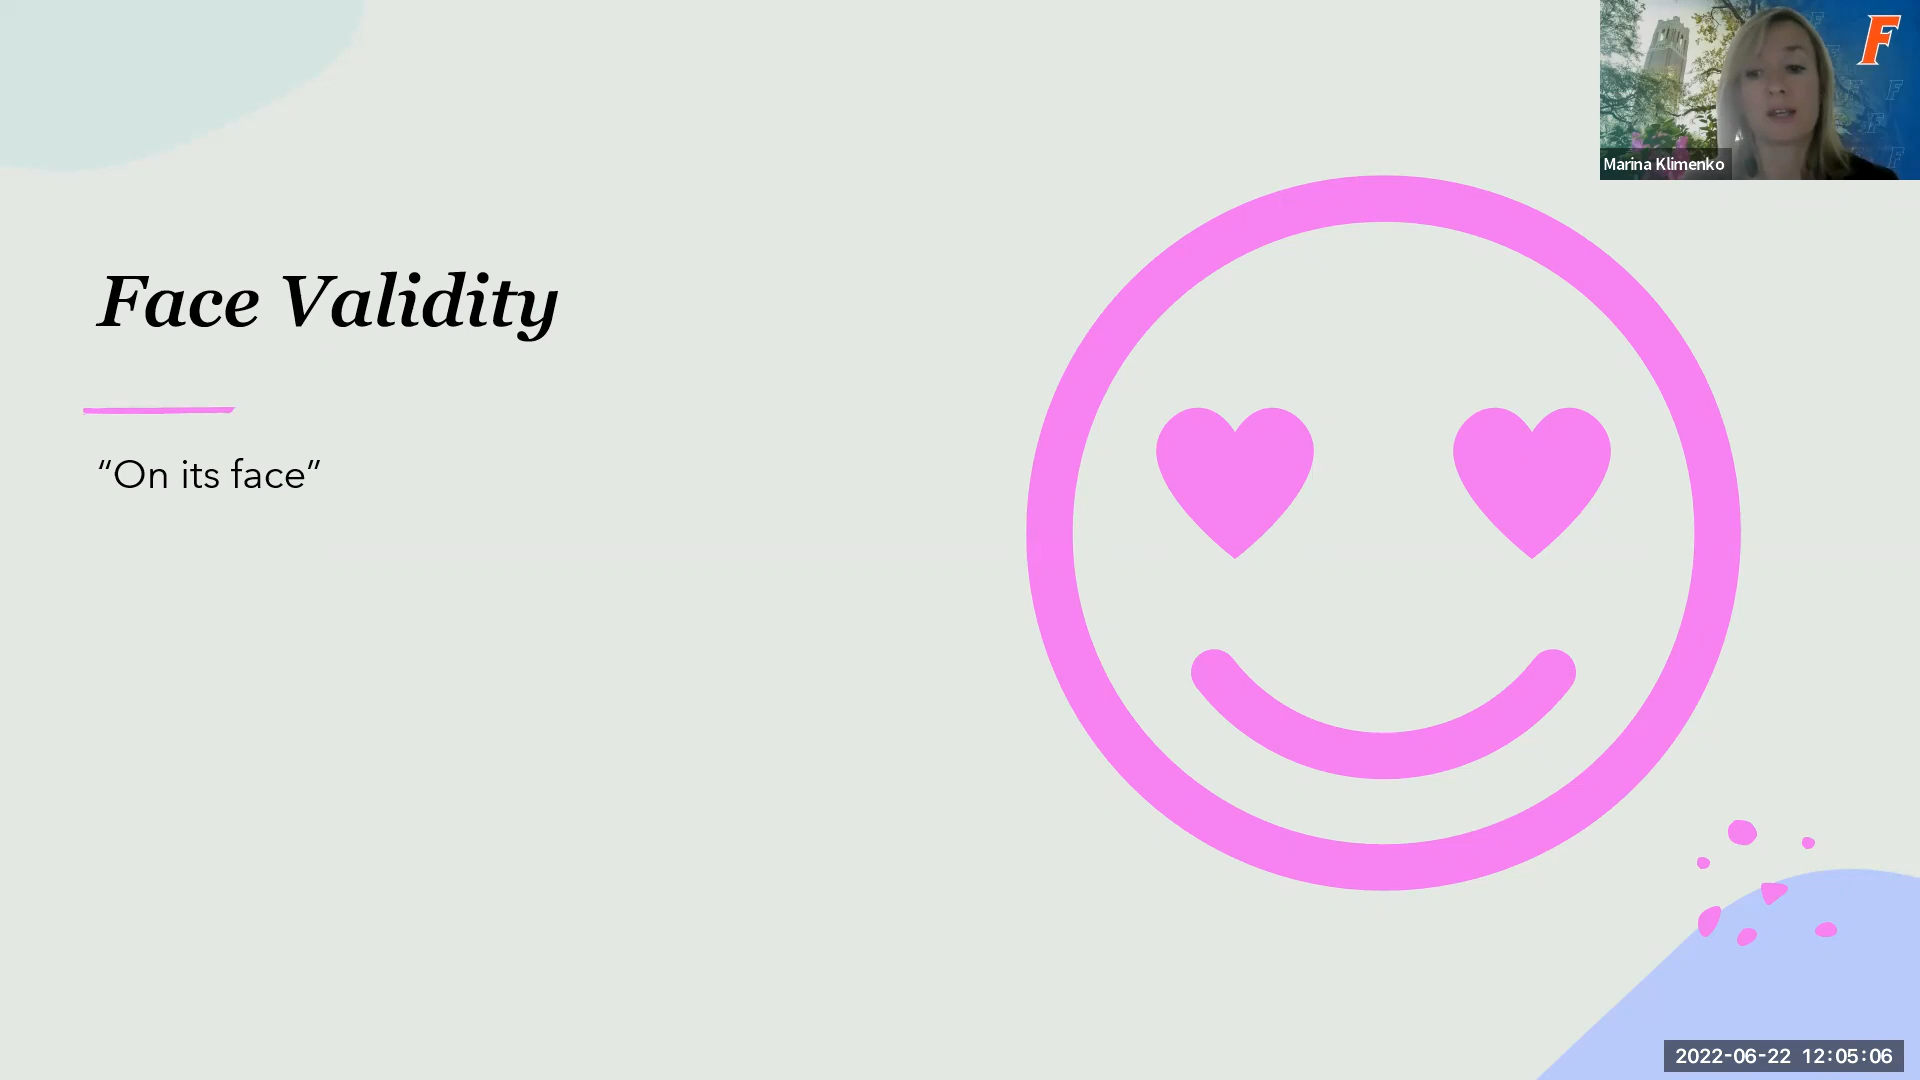 F
Marina Klimenko
Face Validity
“On its face”
2022-06-22 12:05:06